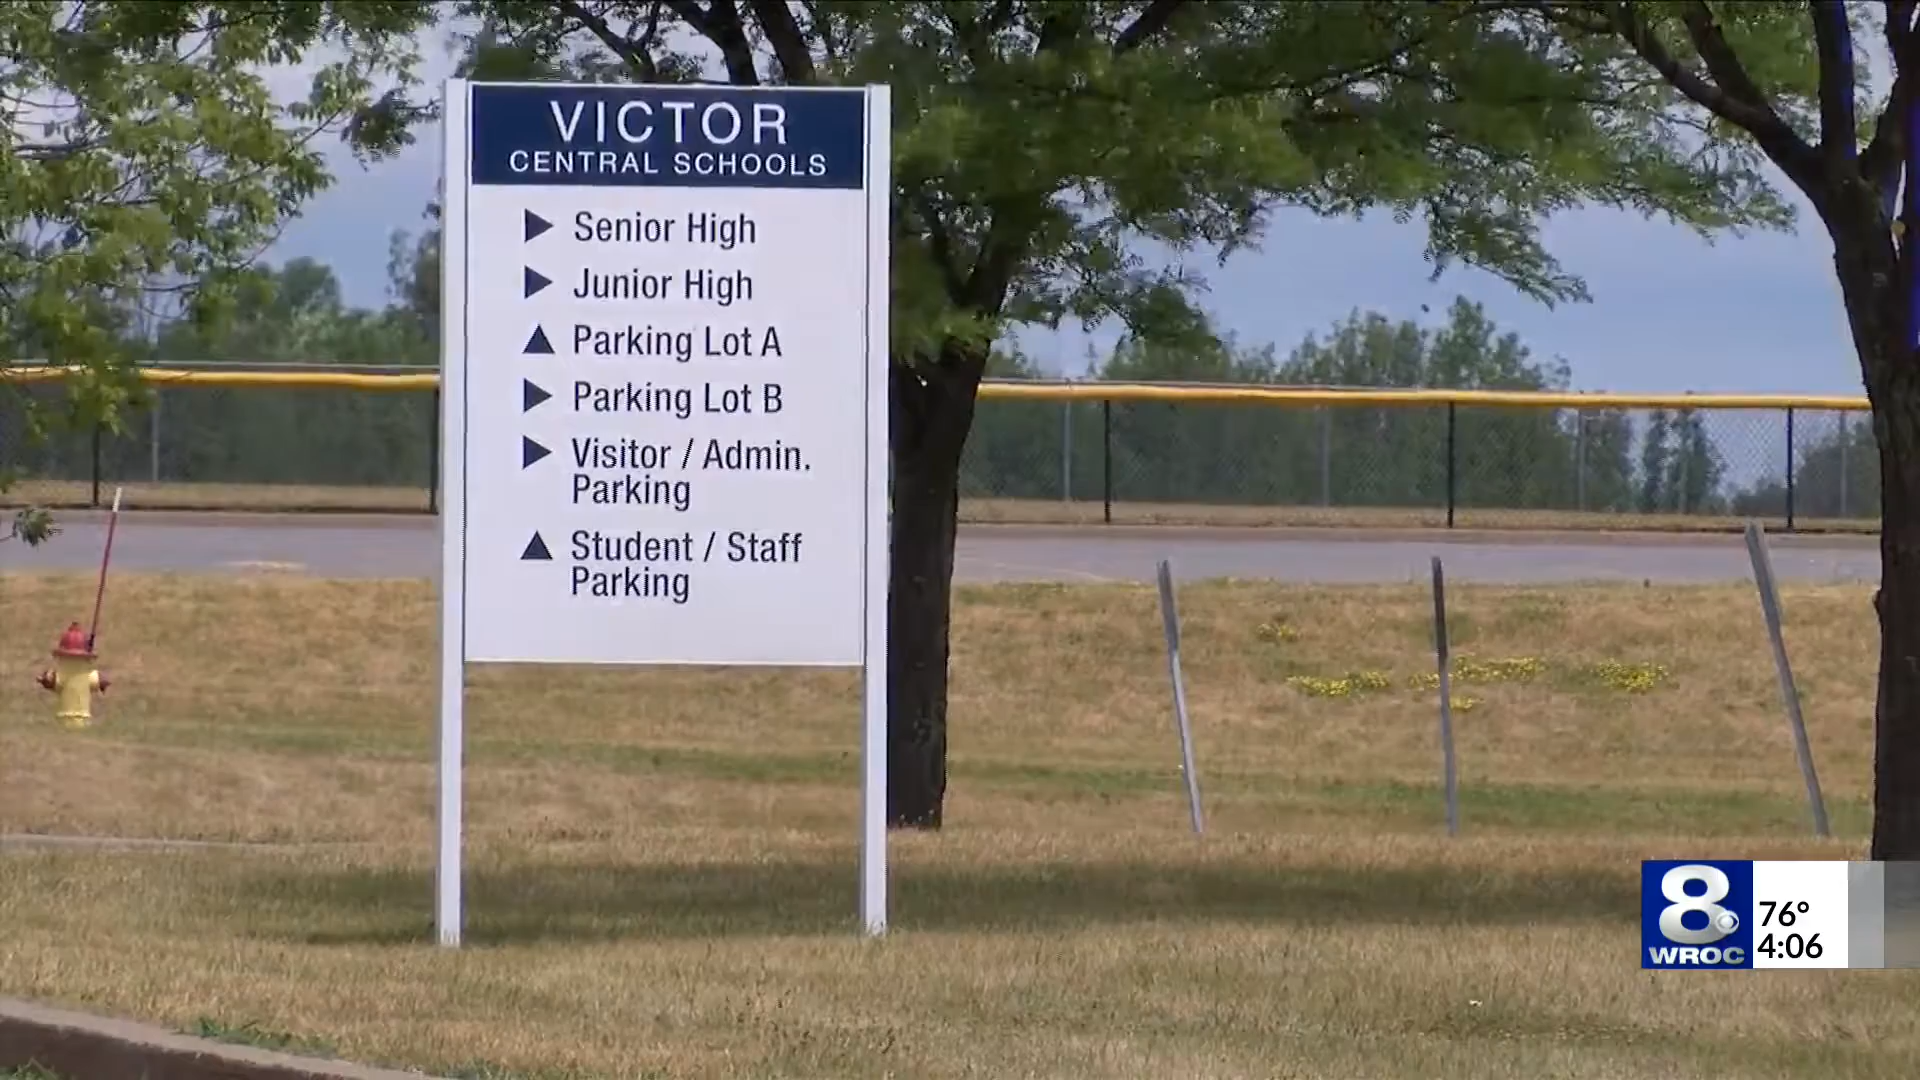 VICTOR
CENTRAL SCHOOLS
Senior High
Junior High
Parking Lot A
Parking Lot B
Visitor / Admin.
Parking
Student / Staff
Parking
8
WROC
76°
4:06